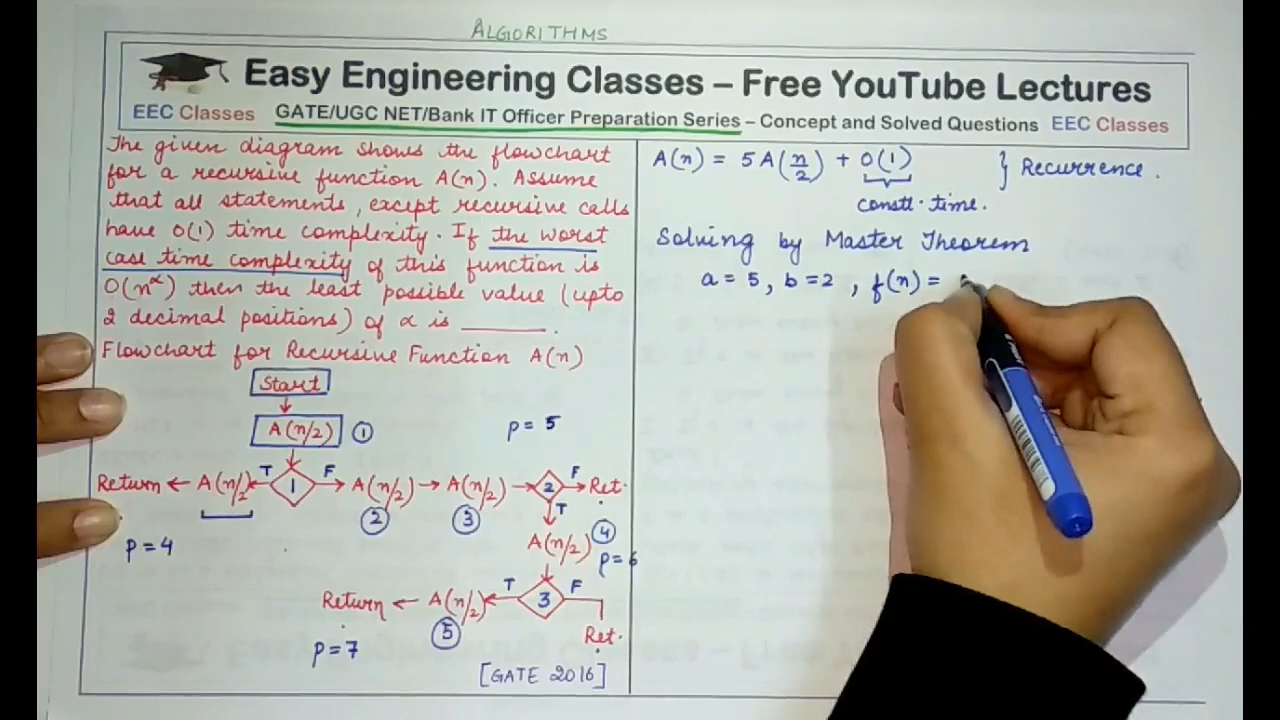 ALGORITHMS
Easy Engineering Classes – Free YouTube Lectures
EEC Classes GATE/UGC NET/Bank IT Officer Preparation Series – Concept and Solved Questions EEC Classes
The given diagram shows the flowchart
for a recursive function A(n). Assume
that all statements, except recursive calls
have O(1) time complexity. If the worst
case time complexity of this function is
O(n^α) then the least possible value (upto
2 decimal positions) of α is ______.
Flowchart for Recursive Function A(n)
Start
A(n/2) ①
p = 5
Return ← A(n/2) T 1 F → A(n/2) → A(n/2) → 2 F → Ret.
② ③
T
A(n/2) ④
p = 4
p = 6
Return ← A(n/2) T 3 F
⑤
Ret.
p = 7
[GATE 2016]
A(n) = 5A(n/2) + O(1) } Recurrence.
constt. time.
Solving by Master Theorem
a = 5, b = 2, f(n) =